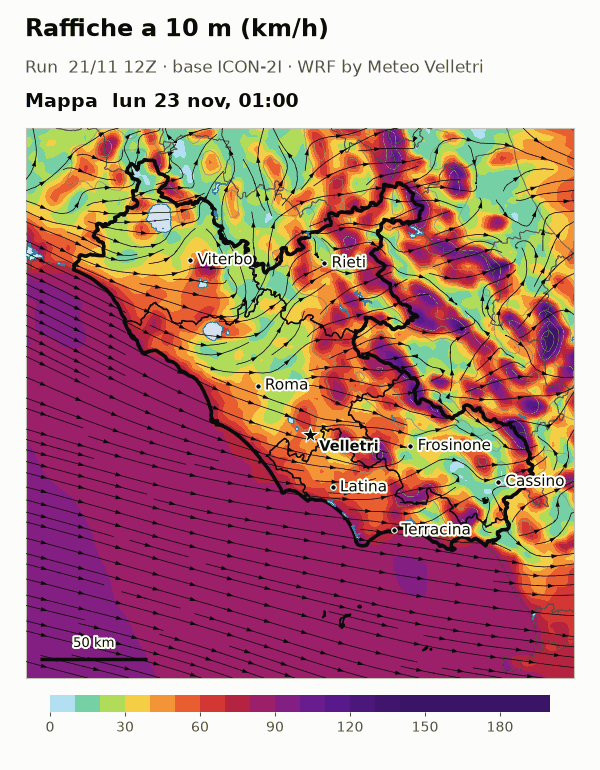 Raffiche a 10 m (km/h)
Run  21/11 12Z · base ICON-2I · WRF by Meteo Velletri
Mappa  lun 23 nov, 01:00
Viterbo
Rieti
Roma
Velletri
Frosinone
Latina
Cassino
Terracina
50 km
0 30 60 90 120 150 180